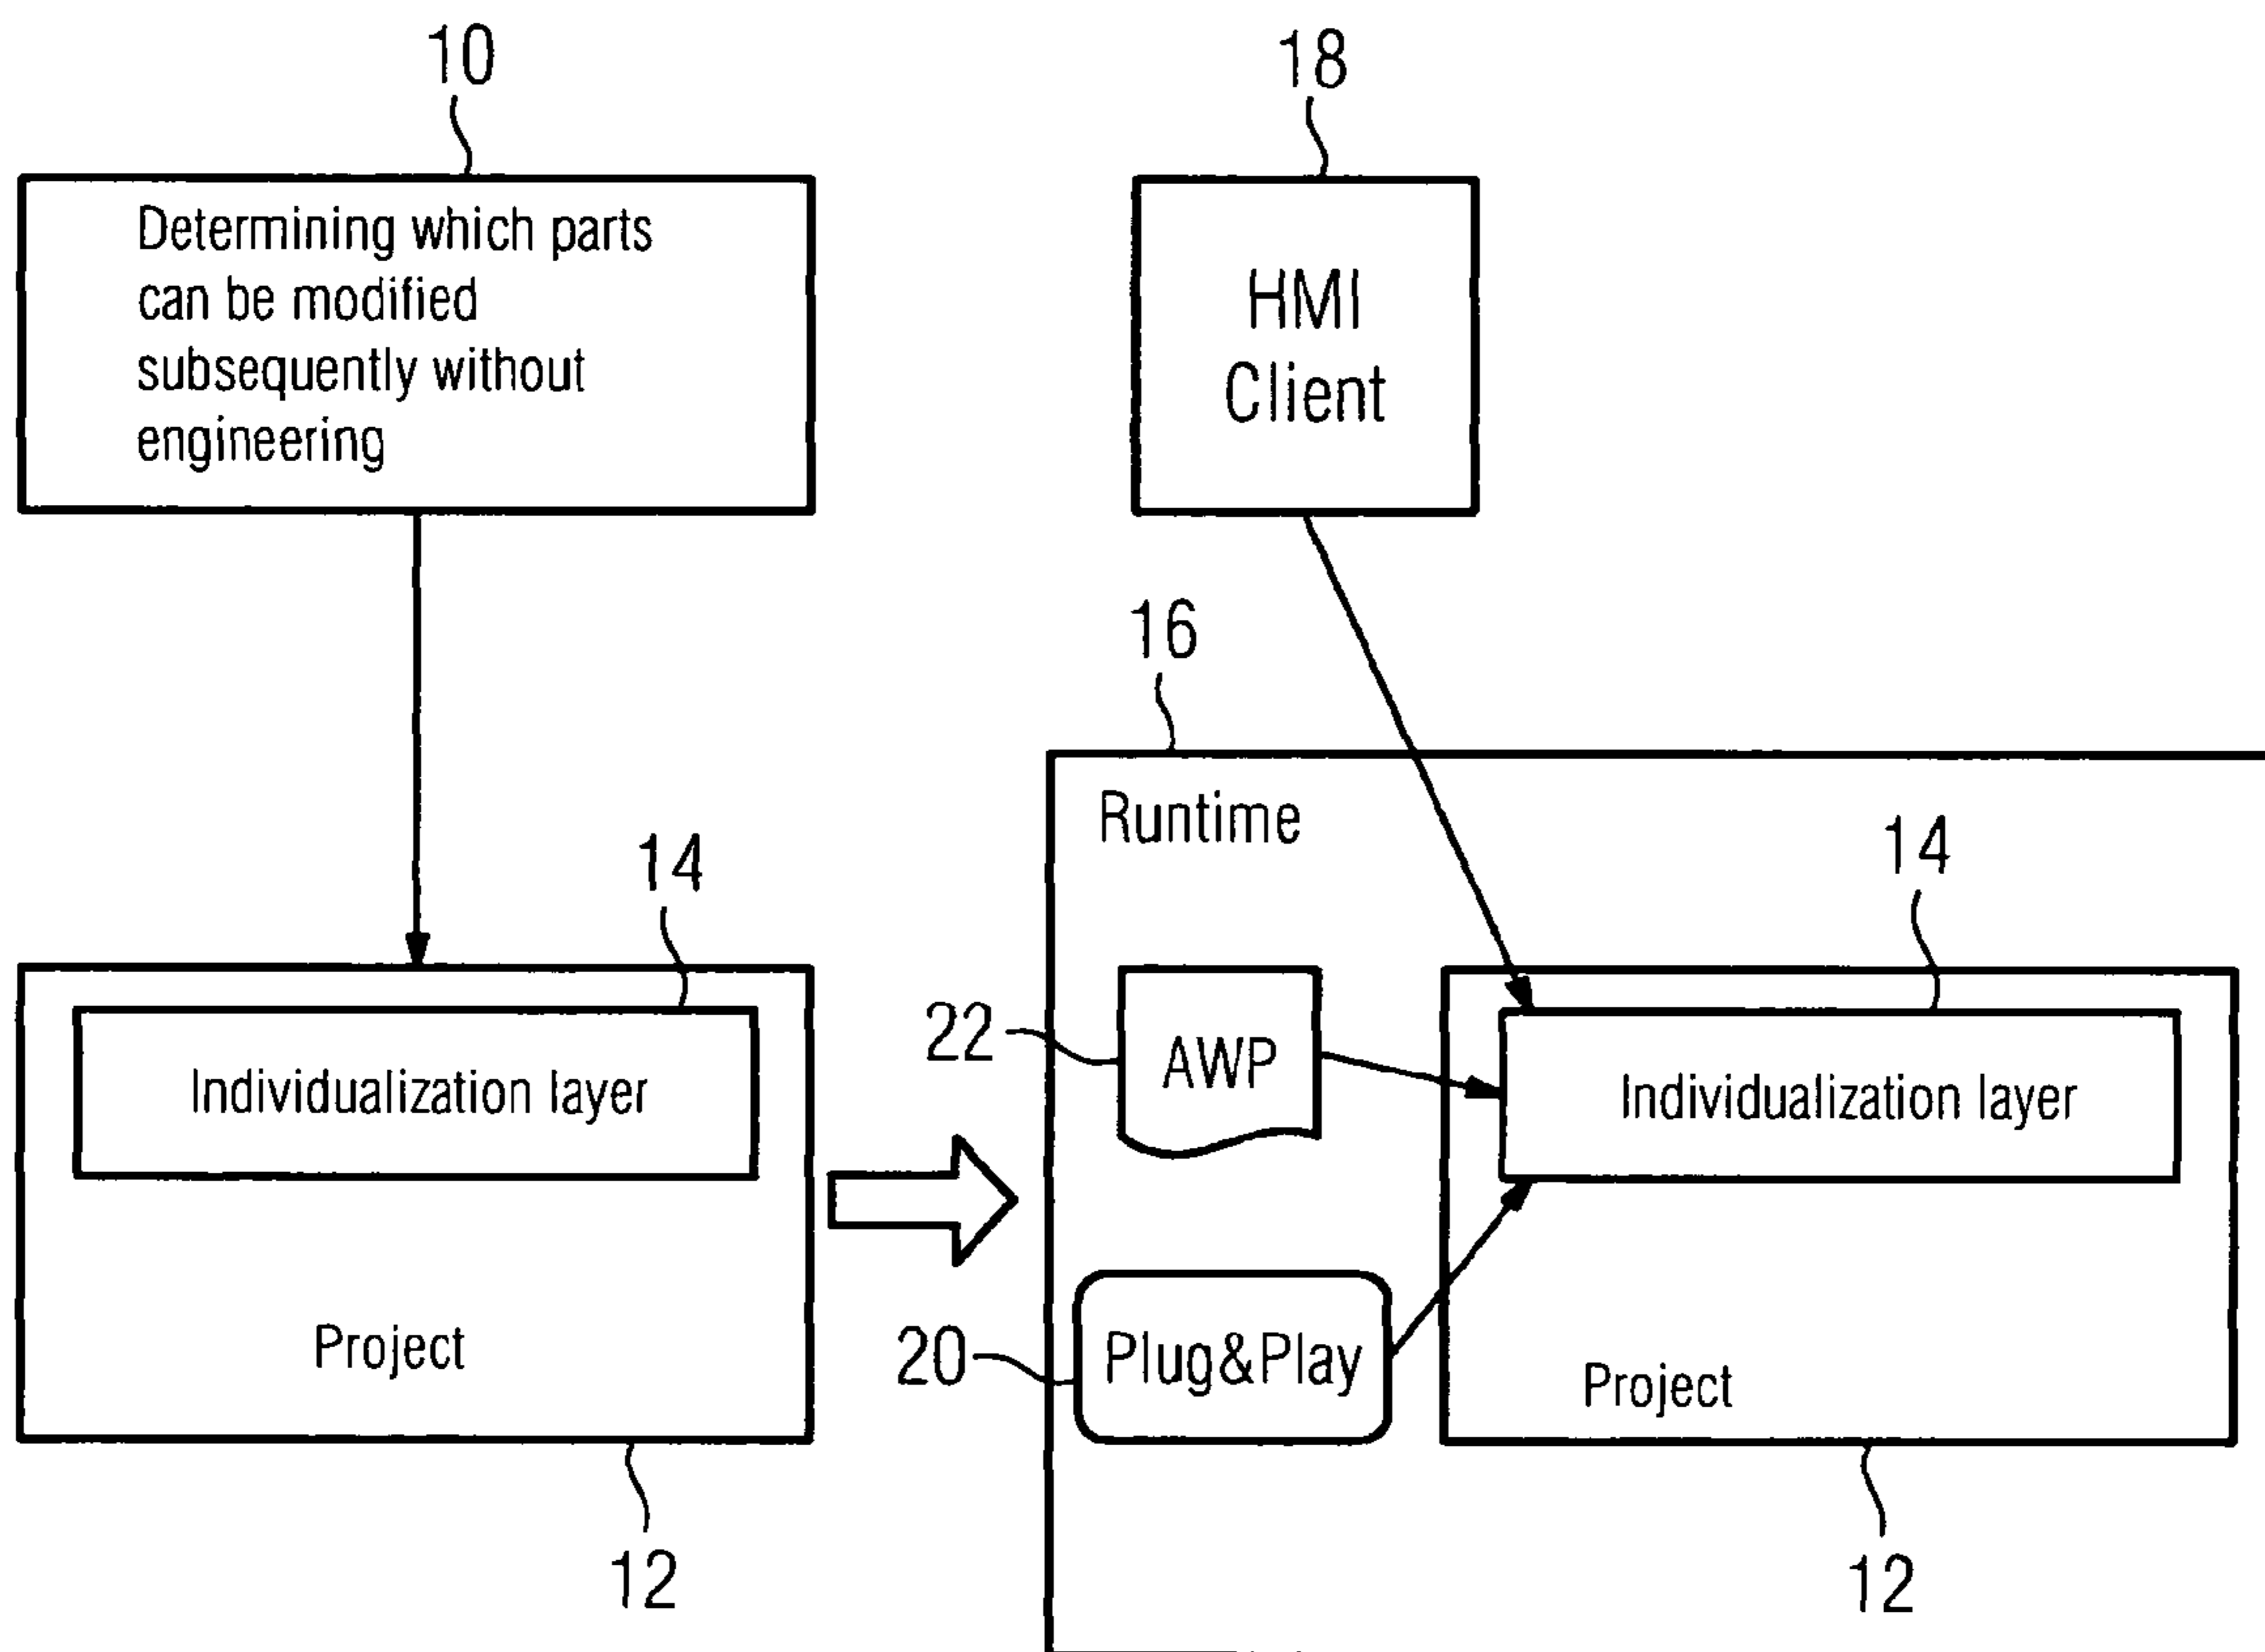 10
18
Determining which parts
can be modified
subsequently without
engineering
HMI
Client
16
Runtime
14
14
22
AWP
Individualization layer
Individualization layer
20
Plug&Play
Project
Project
12
12